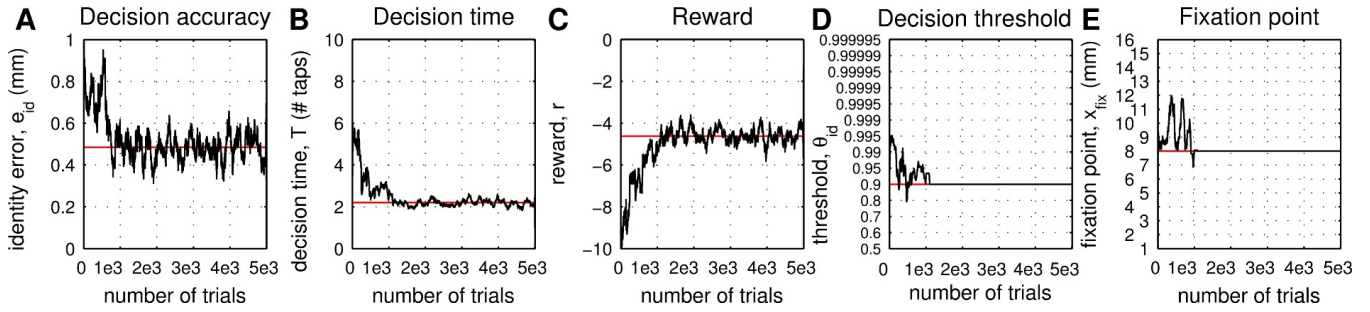 A Decision accuracy
identity error, e_id (mm)
1
0.8
0.6
0.4
0.2
0
0 1e3 2e3 3e3 4e3 5e3
number of trials
B Decision time
decision time, T (# taps)
10
8
6
4
2
0
0 1e3 2e3 3e3 4e3 5e3
number of trials
C Reward
reward, r
0
−2
−4
−6
−8
−10
0 1e3 2e3 3e3 4e3 5e3
number of trials
D Decision threshold
threshold, θ_id
0.999995
0.99999
0.99995
0.9999
0.9995
0.999
0.995
0.99
0.95
0.9
0.8
0.6
0.5
0 1e3 2e3 3e3 4e3 5e3
number of trials
E Fixation point
fixation point, x_fix (mm)
16
15
14
13
12
11
10
9
8
7
6
5
4
3
2
1
0 1e3 2e3 3e3 4e3 5e3
number of trials